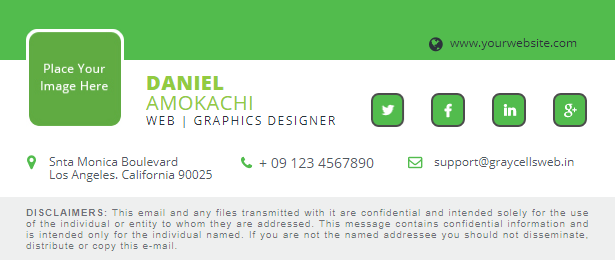 www.yourwebsite.com
Place Your
Image Here
DANIEL
AMOKACHI
WEB | GRAPHICS DESIGNER
f
in
g+
Snta Monica Boulevard
Los Angeles. California 90025
+ 09 123 4567890
support@graycellsweb.in
DISCLAIMERS: This email and any files transmitted with it are confidential and intended solely for the use
of the individual or entity to whom they are addressed. This message contains confidential information and
is intended only for the individual named. If you are not the named addressee you should not disseminate,
distribute or copy this e-mail.